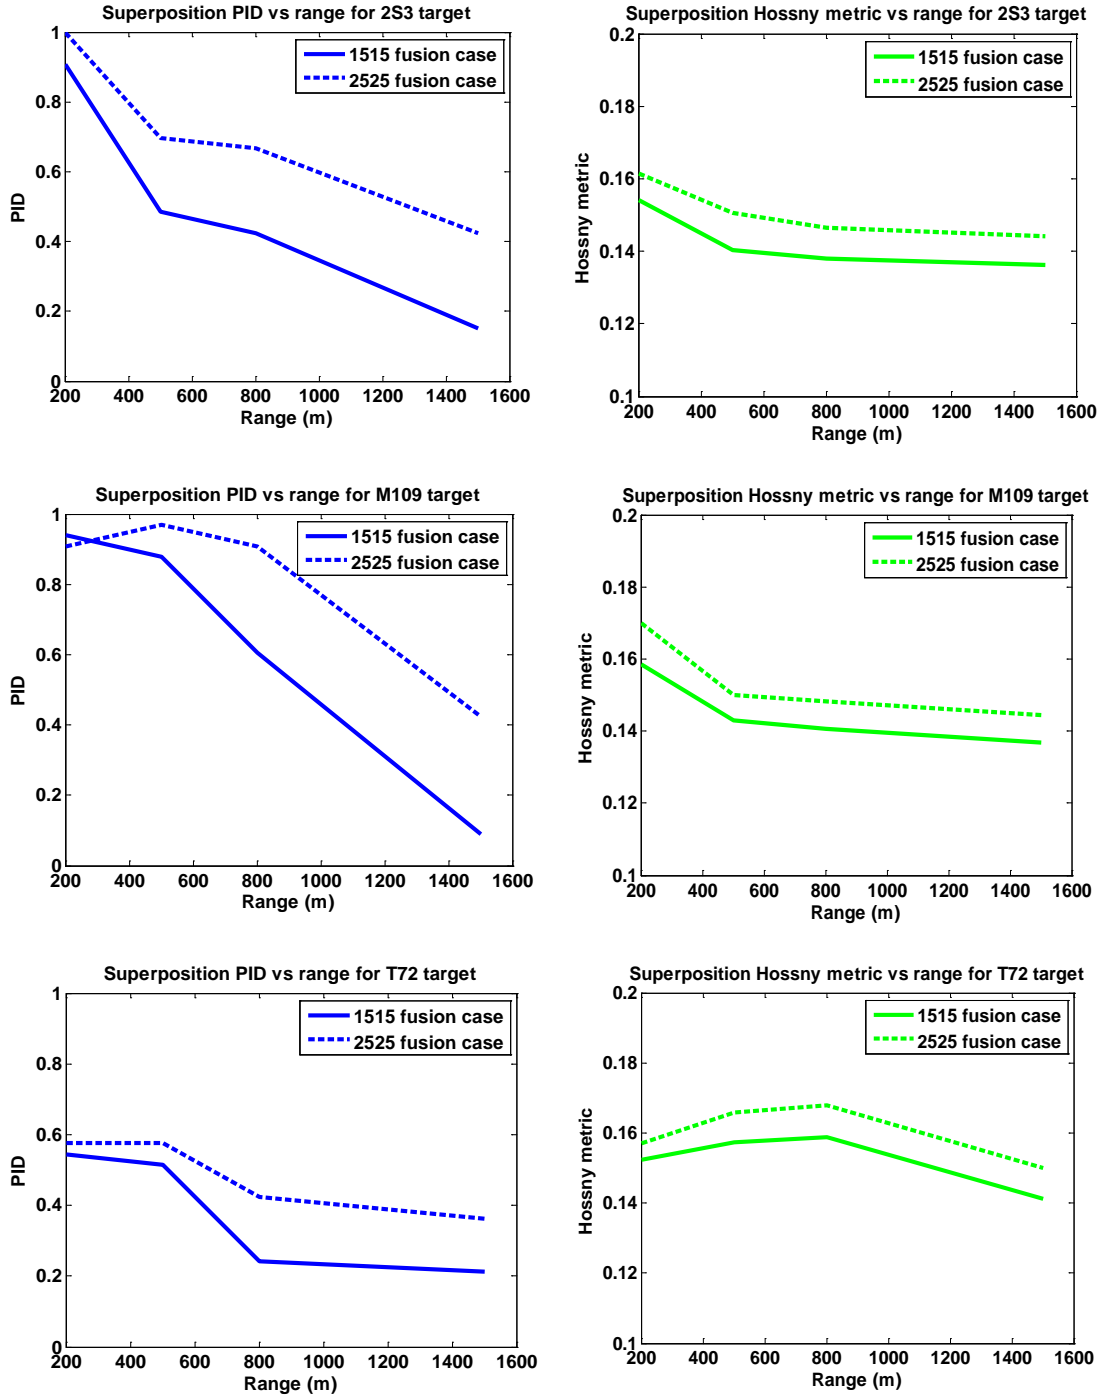 Superposition PID vs range for 2S3 target
1
0.8
0.6
0.4
0.2
0
PID
1515 fusion case
2525 fusion case
200 400 600 800 1000 1200 1400 1600
Range (m)
Superposition Hossny metric vs range for 2S3 target
0.2
0.18
0.16
0.14
0.12
0.1
Hossny metric
1515 fusion case
2525 fusion case
200 400 600 800 1000 1200 1400 1600
Range (m)
Superposition PID vs range for M109 target
1
0.8
0.6
0.4
0.2
0
PID
1515 fusion case
2525 fusion case
200 400 600 800 1000 1200 1400 1600
Range (m)
Superposition Hossny metric vs range for M109 target
0.2
0.18
0.16
0.14
0.12
0.1
Hossny metric
1515 fusion case
2525 fusion case
200 400 600 800 1000 1200 1400 1600
Range (m)
Superposition PID vs range for T72 target
1
0.8
0.6
0.4
0.2
0
PID
1515 fusion case
2525 fusion case
200 400 600 800 1000 1200 1400 1600
Range (m)
Superposition Hossny metric vs range for T72 target
0.2
0.18
0.16
0.14
0.12
0.1
Hossny metric
1515 fusion case
2525 fusion case
200 400 600 800 1000 1200 1400 1600
Range (m)